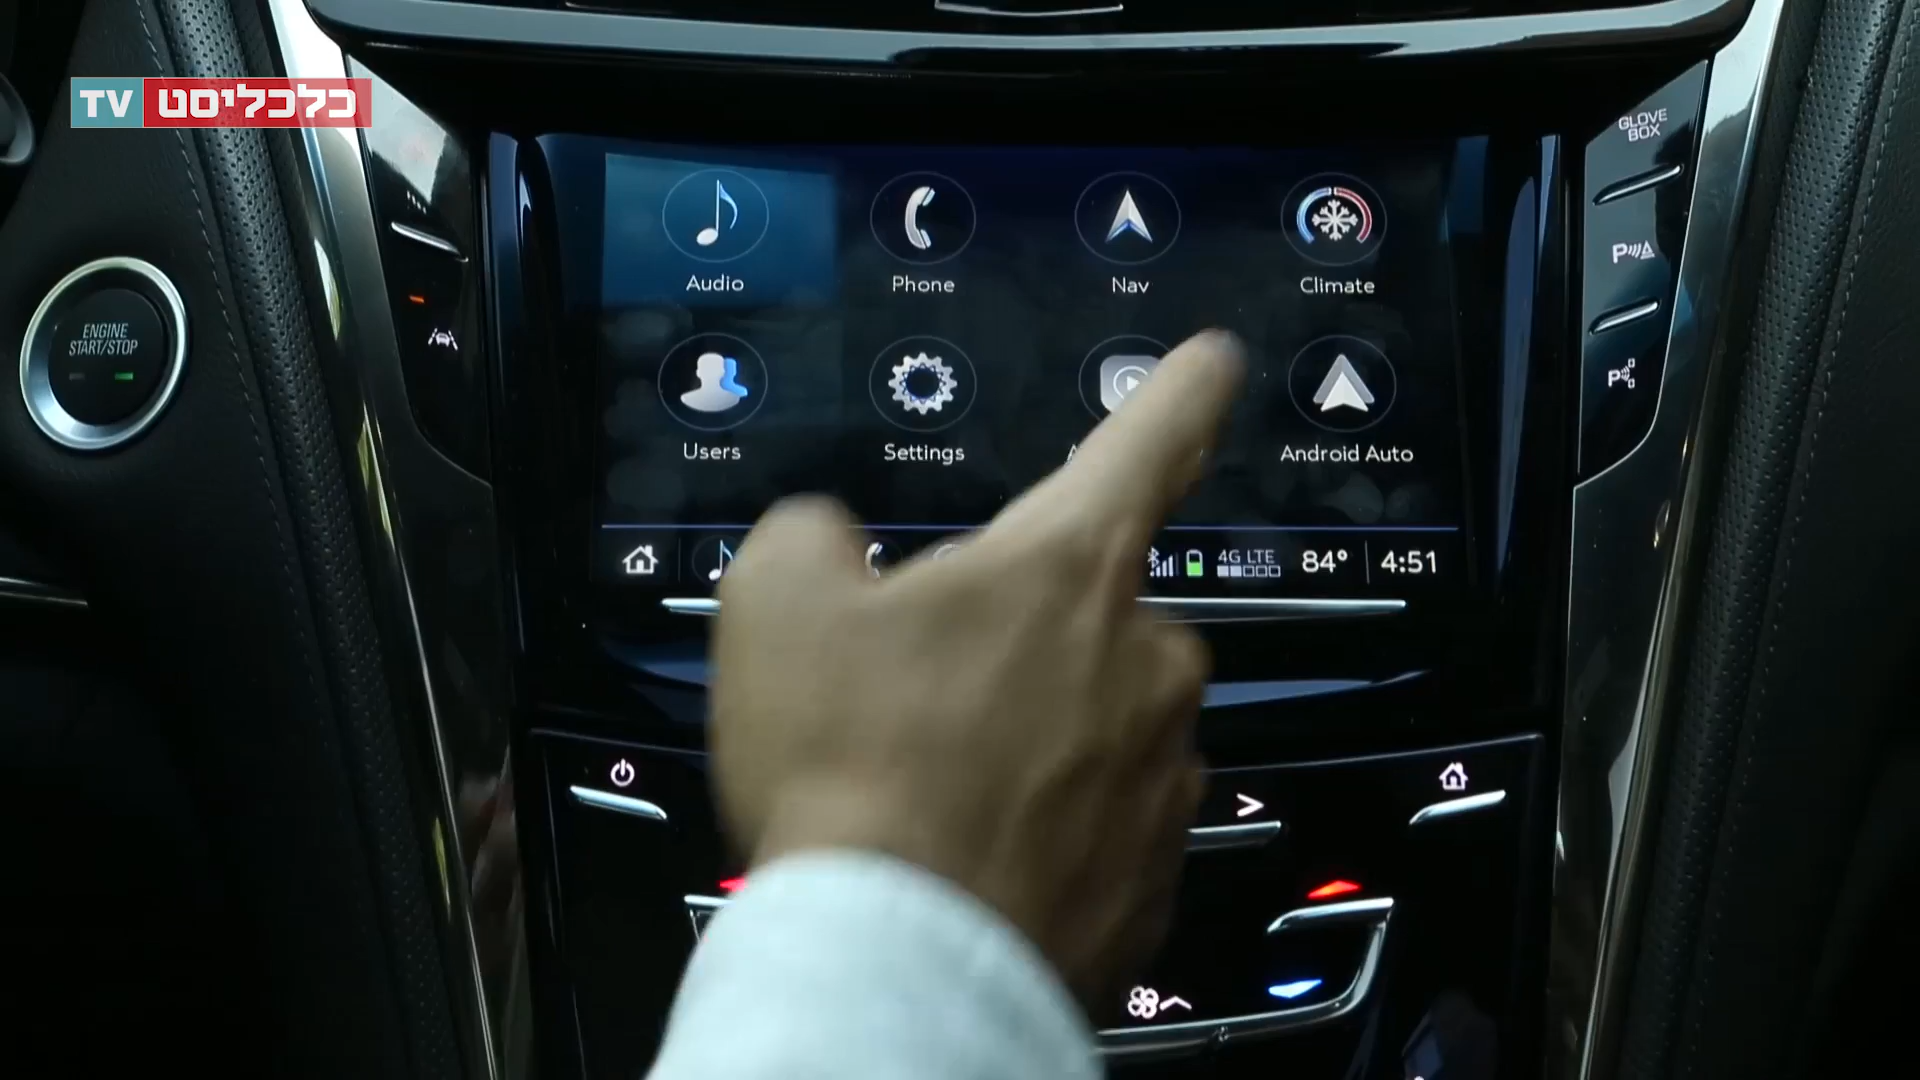 TV כלכליסט
GLOVE
BOX
ENGINE
START/STOP
Audio
Phone
Nav
Climate
Users
Settings
Android Auto
4G LTE
84°
4:51